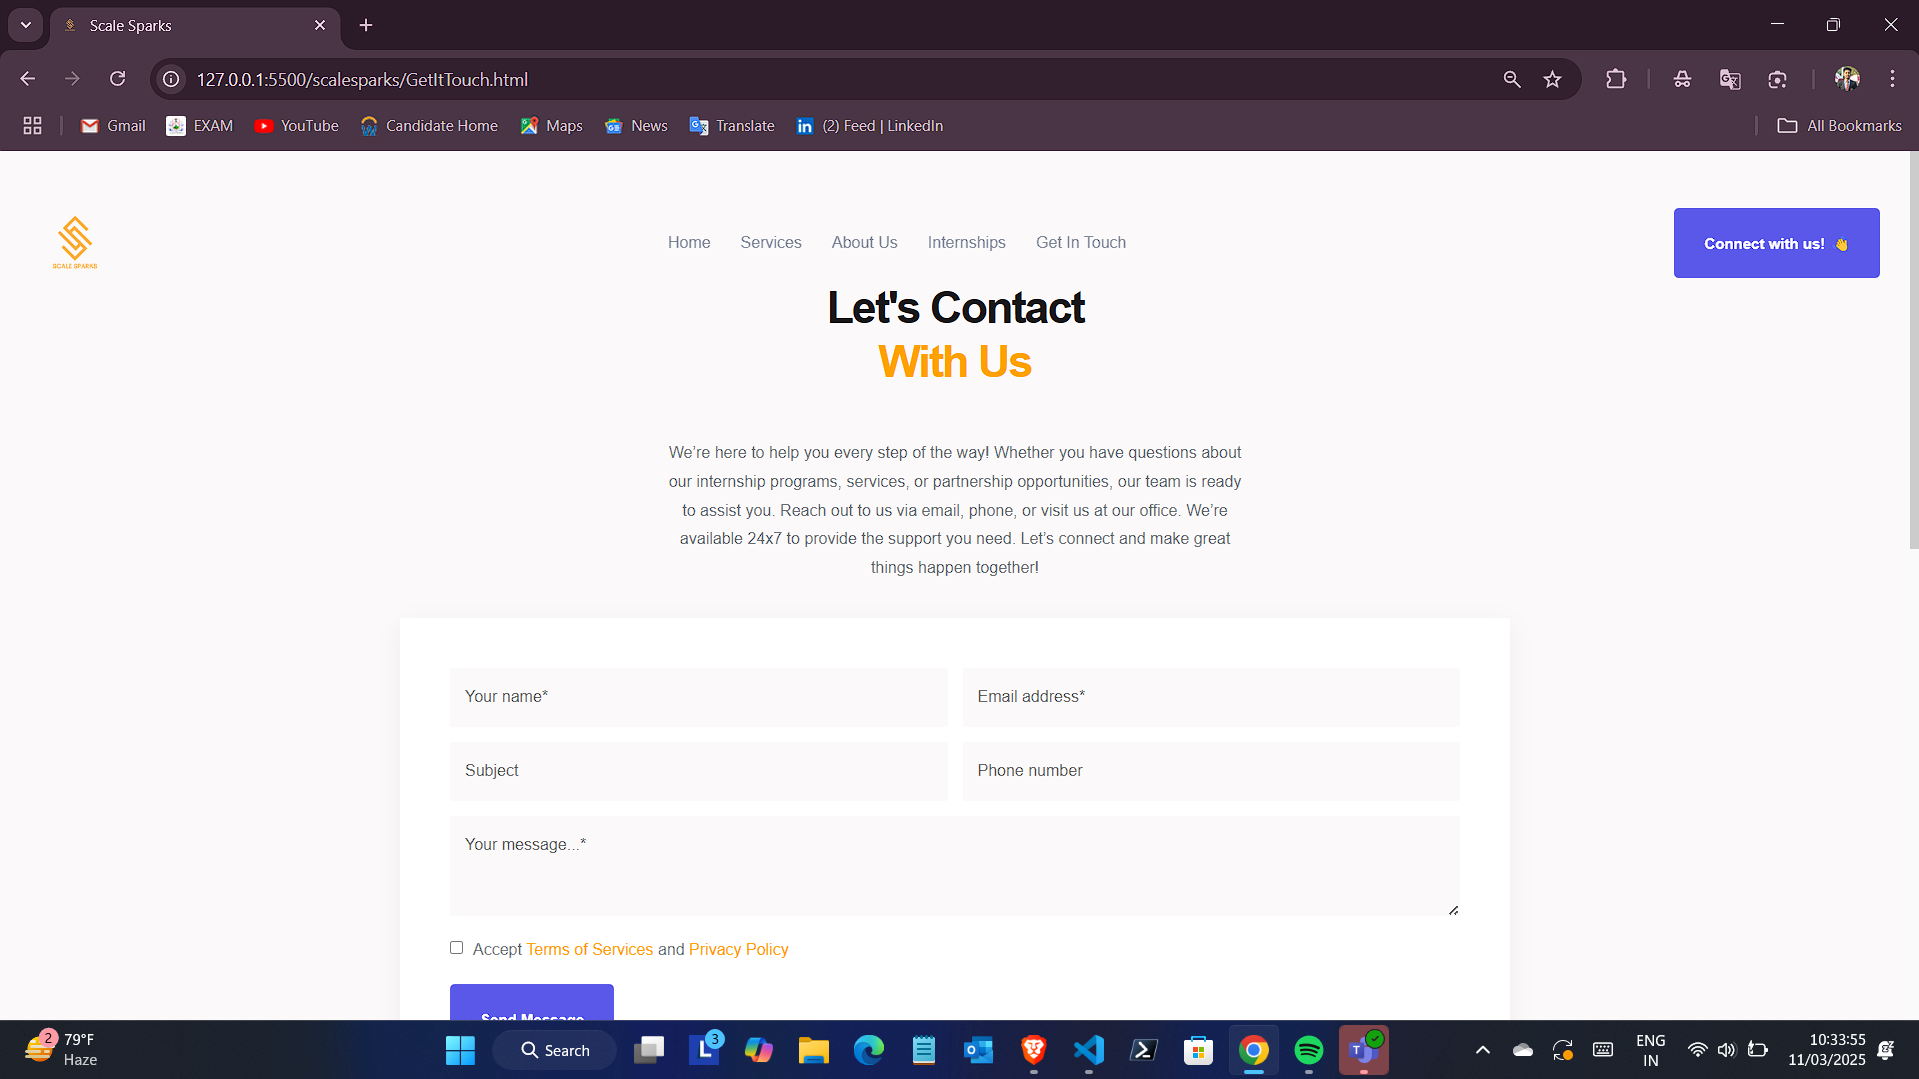 Scale Sparks
127.0.0.1:5500/scalesparks/GetItTouch.html
Gmail
EXAM
YouTube
Candidate Home
Maps
News
Translate
(2) Feed | LinkedIn
All Bookmarks
SCALE SPARKS
Home
Services
About Us
Internships
Get In Touch
Connect with us! 👋
Let's Contact
With Us
We’re here to help you every step of the way! Whether you have questions about
our internship programs, services, or partnership opportunities, our team is ready
to assist you. Reach out to us via email, phone, or visit us at our office. We’re
available 24x7 to provide the support you need. Let’s connect and make great
things happen together!
Your name*
Email address*
Subject
Phone number
Your message...*
Accept Terms of Services and Privacy Policy
Send Message
2
79°F
Haze
Search
3
ENG
IN
10:33:55
11/03/2025